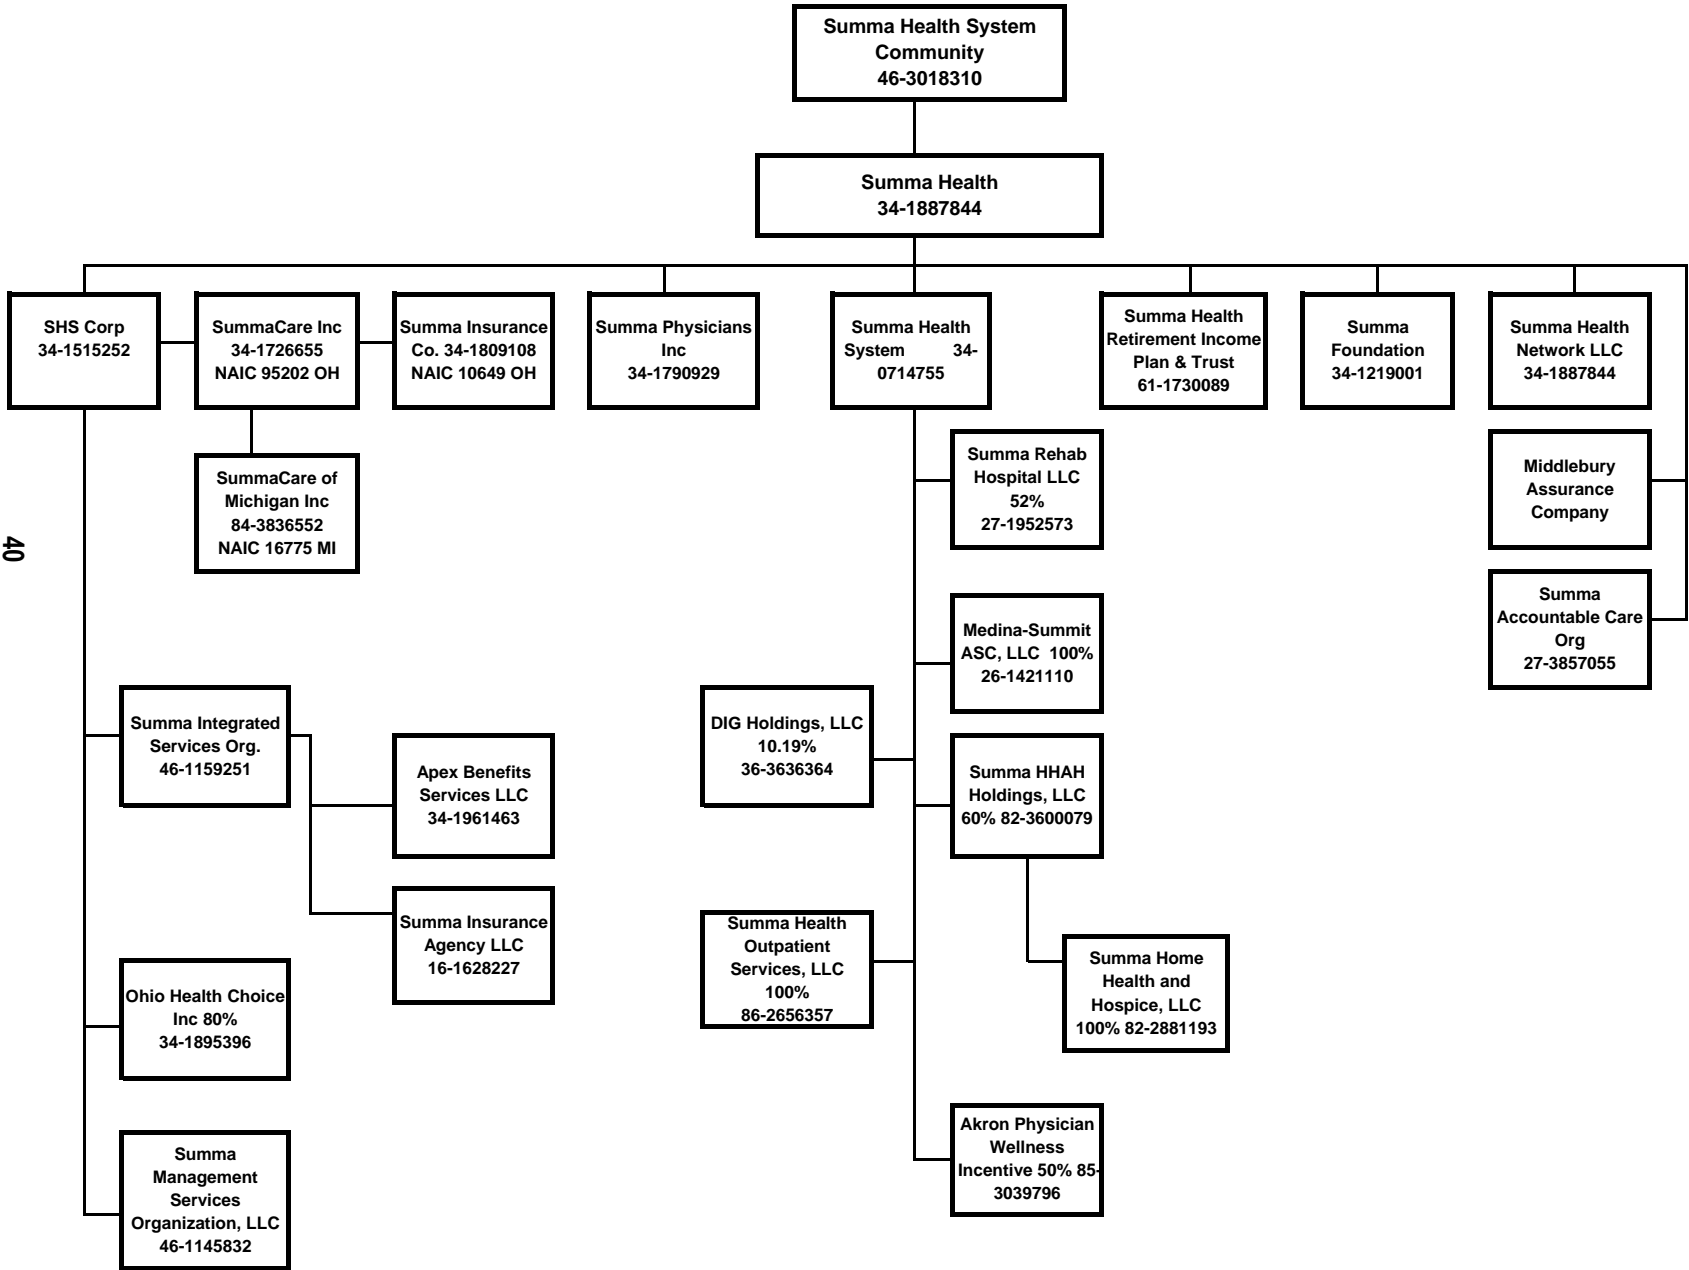 Summa Health System
Community
46-3018310
Summa Health
34-1887844
SHS Corp
34-1515252
SummaCare Inc
34-1726655
NAIC 95202 OH
Summa Insurance
Co. 34-1809108
NAIC 10649 OH
Summa Physicians
Inc
34-1790929
Summa Health
System 34-
0714755
Summa Health
Retirement Income
Plan & Trust
61-1730089
Summa
Foundation
34-1219001
Summa Health
Network LLC
34-1887844
SummaCare of
Michigan Inc
84-3836552
NAIC 16775 MI
Summa Rehab
Hospital LLC
52%
27-1952573
Middlebury
Assurance
Company
40
Summa
Accountable Care
Org
27-3857055
Medina-Summit
ASC, LLC 100%
26-1421110
Summa Integrated
Services Org.
46-1159251
DIG Holdings, LLC
10.19%
36-3636364
Apex Benefits
Services LLC
34-1961463
Summa HHAH
Holdings, LLC
60% 82-3600079
Summa Insurance
Agency LLC
16-1628227
Summa Health
Outpatient
Services, LLC
100%
86-2656357
Summa Home
Health and
Hospice, LLC
100% 82-2881193
Ohio Health Choice
Inc 80%
34-1895396
Akron Physician
Wellness
Incentive 50% 85-
3039796
Summa
Management
Services
Organization, LLC
46-1145832